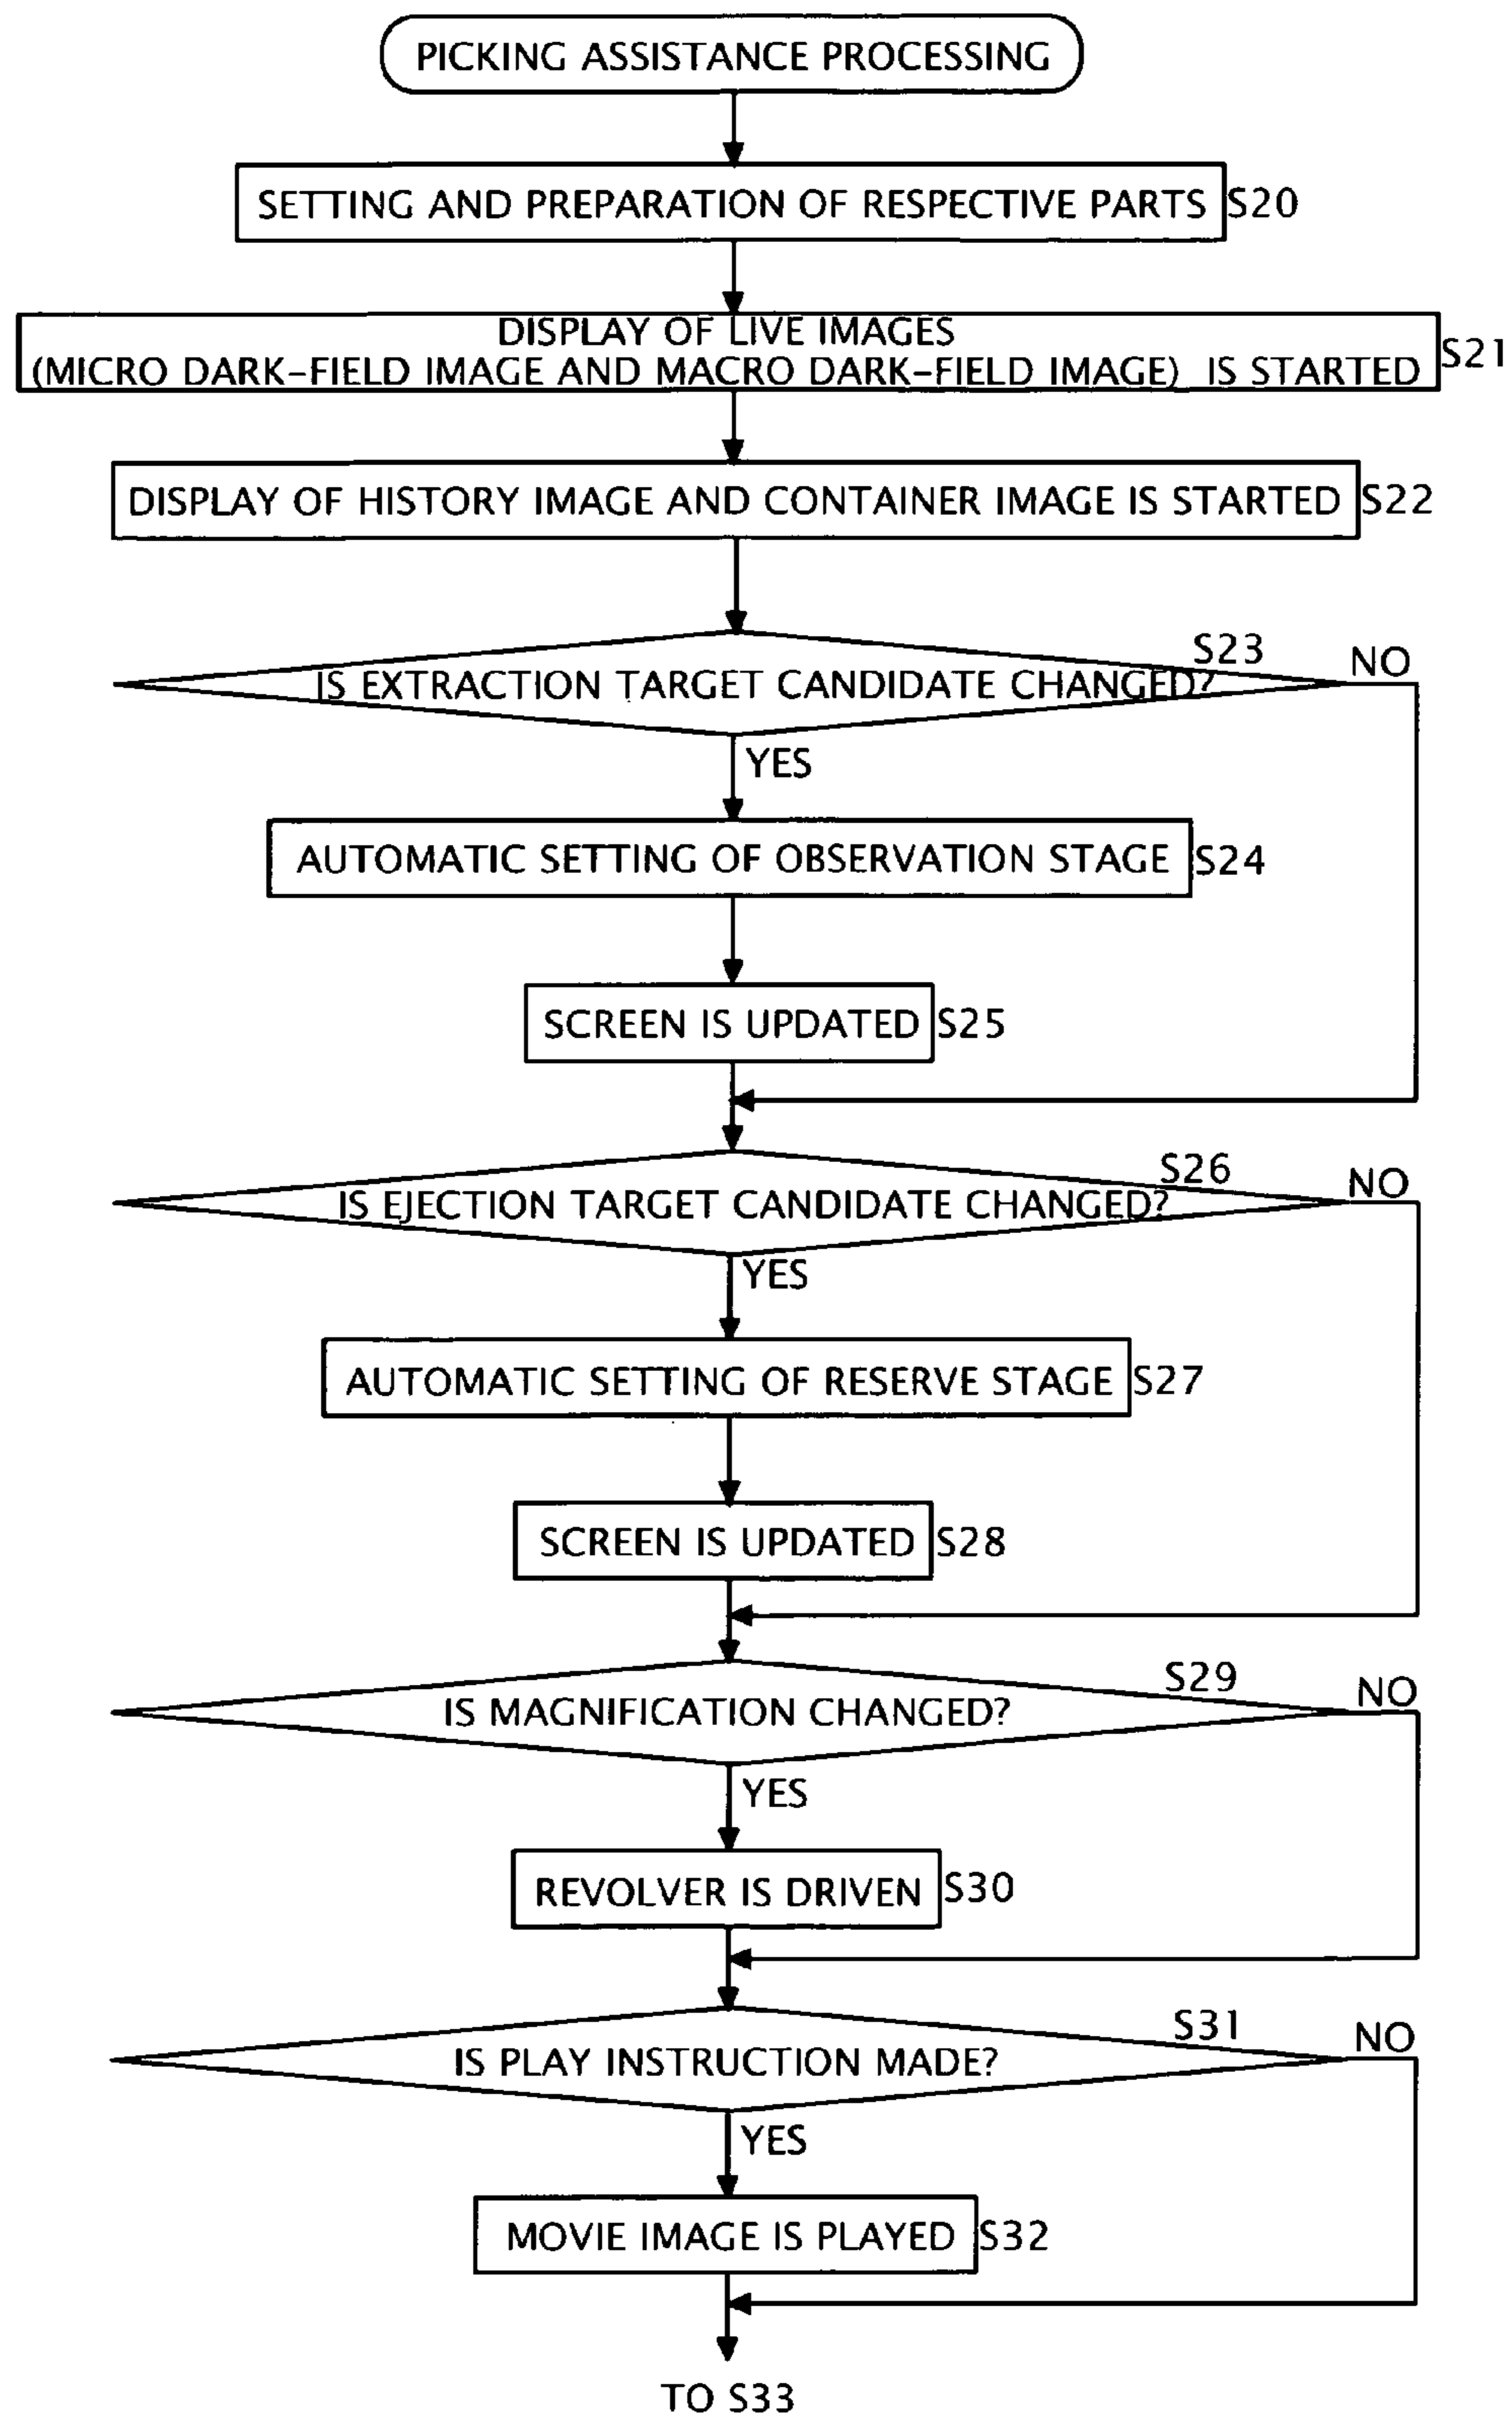 PICKING ASSISTANCE PROCESSING
SETTING AND PREPARATION OF RESPECTIVE PARTS S20
DISPLAY OF LIVE IMAGES
(MICRO DARK-FIELD IMAGE AND MACRO DARK-FIELD IMAGE) IS STARTED S21
DISPLAY OF HISTORY IMAGE AND CONTAINER IMAGE IS STARTED S22
S23 NO
IS EXTRACTION TARGET CANDIDATE CHANGED?
YES
AUTOMATIC SETTING OF OBSERVATION STAGE S24
SCREEN IS UPDATED S25
S26 NO
IS EJECTION TARGET CANDIDATE CHANGED?
YES
AUTOMATIC SETTING OF RESERVE STAGE S27
SCREEN IS UPDATED S28
S29 NO
IS MAGNIFICATION CHANGED?
YES
REVOLVER IS DRIVEN S30
S31 NO
IS PLAY INSTRUCTION MADE?
YES
MOVIE IMAGE IS PLAYED S32
TO S33